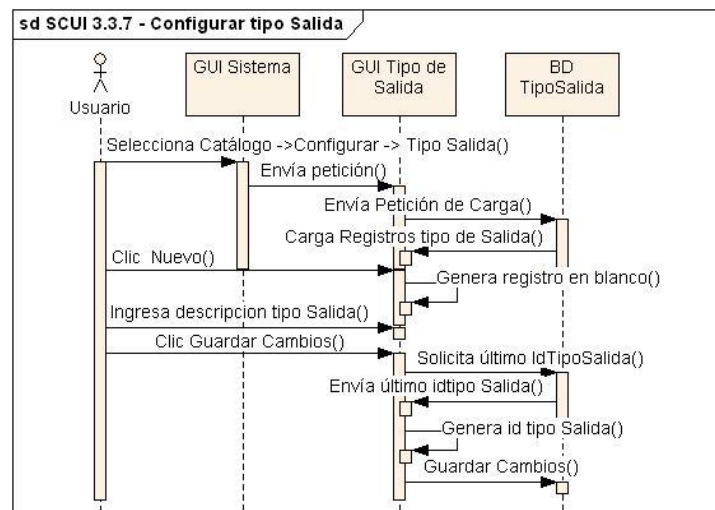 sd SCUI 3.3.7 - Configurar tipo Salida
Usuario
GUI Sistema
GUI Tipo de
Salida
BD
TipoSalida
Selecciona Catálogo ->Configurar -> Tipo Salida()
Envía petición()
Envía Petición de Carga()
Carga Registros tipo de Salida()
Clic Nuevo()
Genera registro en blanco()
Ingresa descripcion tipo Salida()
Clic Guardar Cambios()
Solicita último IdTipoSalida()
Envía último idtipo Salida()
Genera id tipo Salida()
Guardar Cambios()